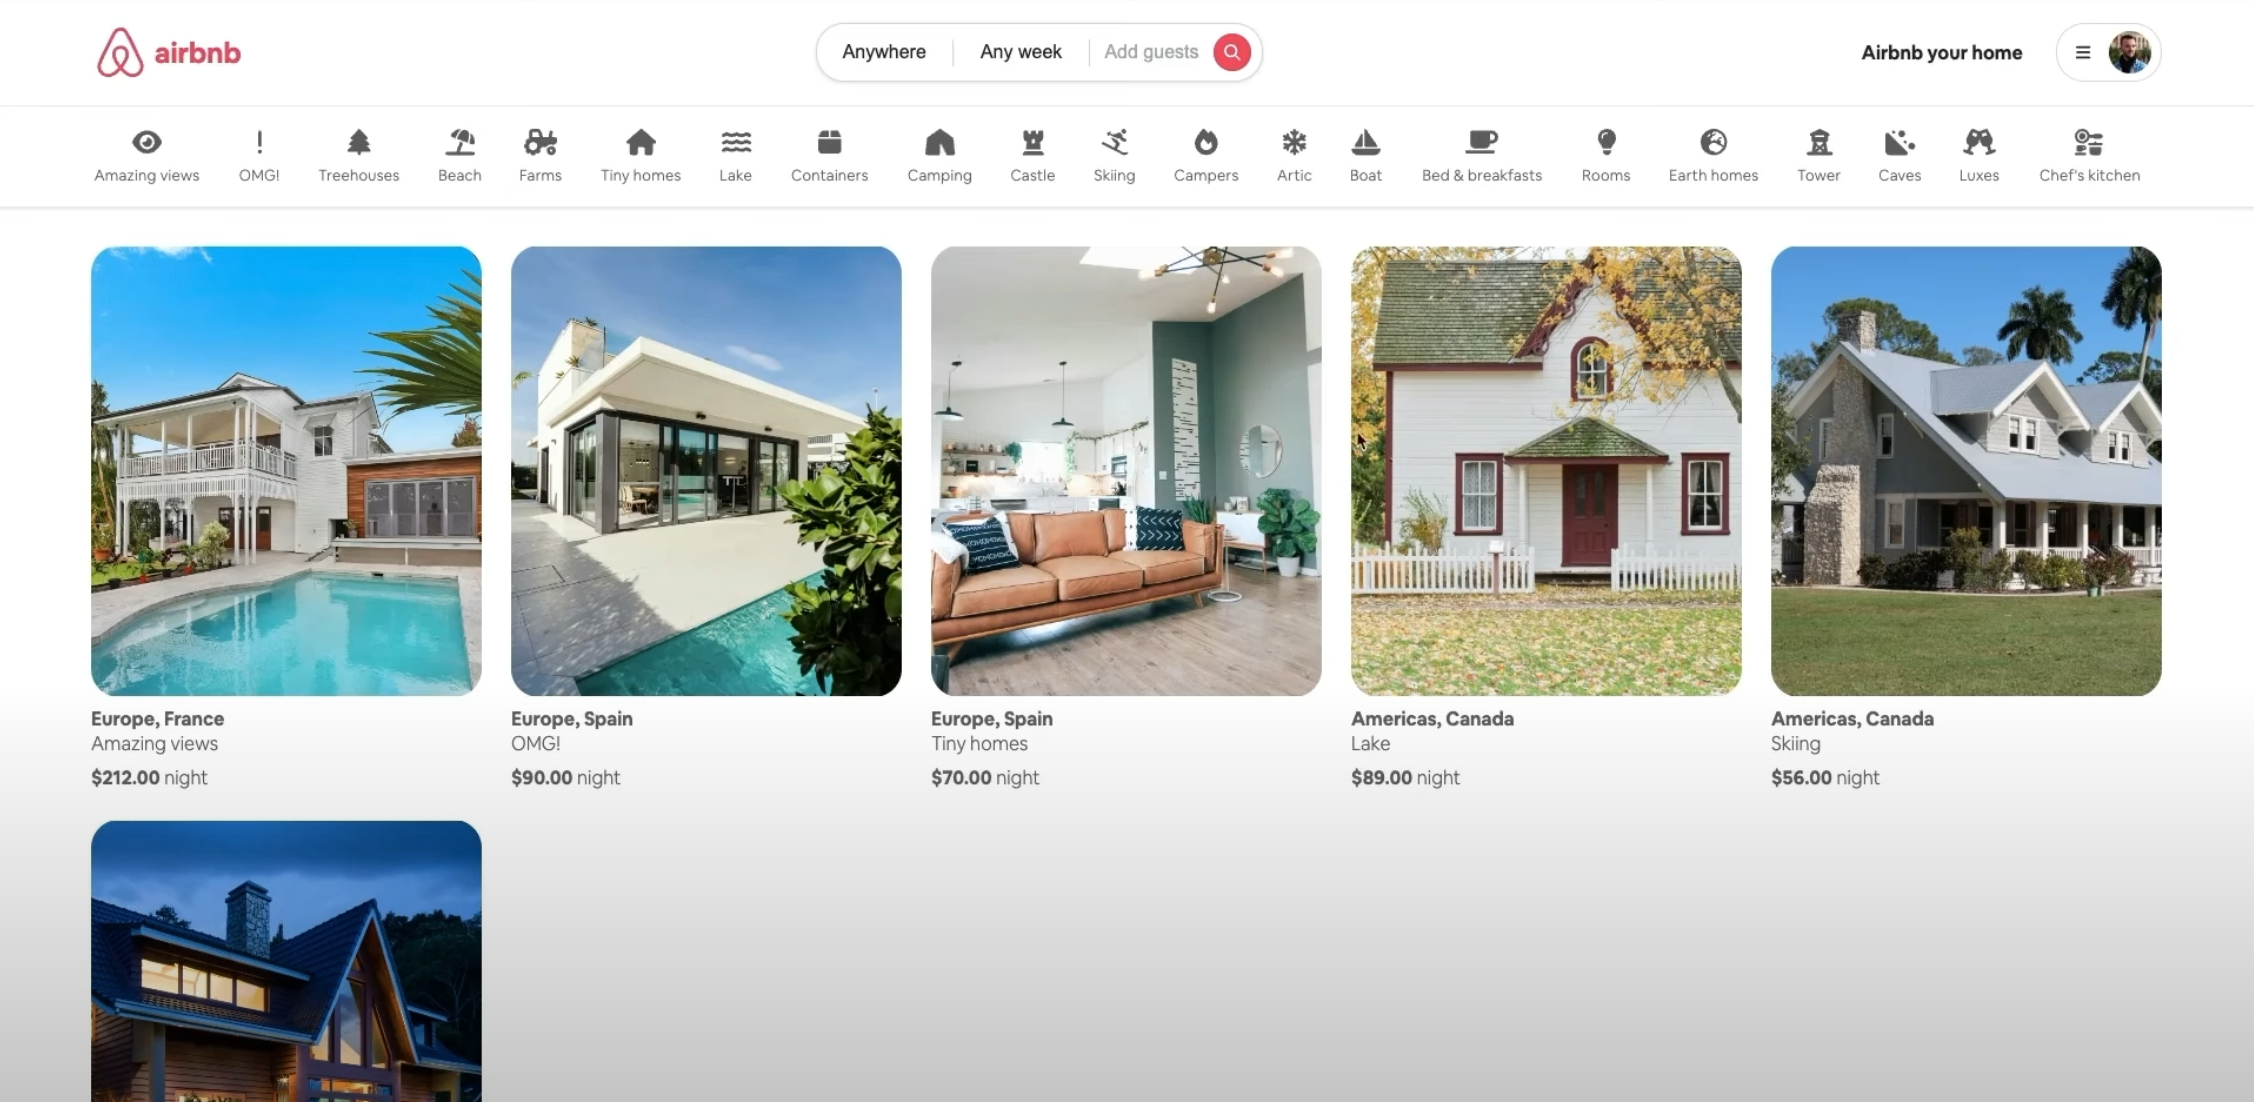 airbnb
Anywhere Any week Add guests
Airbnb your home
Amazing views OMG! Treehouses Beach Farms Tiny homes Lake Containers Camping Castle Skiing Campers Artic Boat Bed & breakfasts Rooms Earth homes Tower Caves Luxes Chef's kitchen
Europe, France
Amazing views
$212.00 night
Europe, Spain
OMG!
$90.00 night
Europe, Spain
Tiny homes
$70.00 night
Americas, Canada
Lake
$89.00 night
Americas, Canada
Skiing
$56.00 night